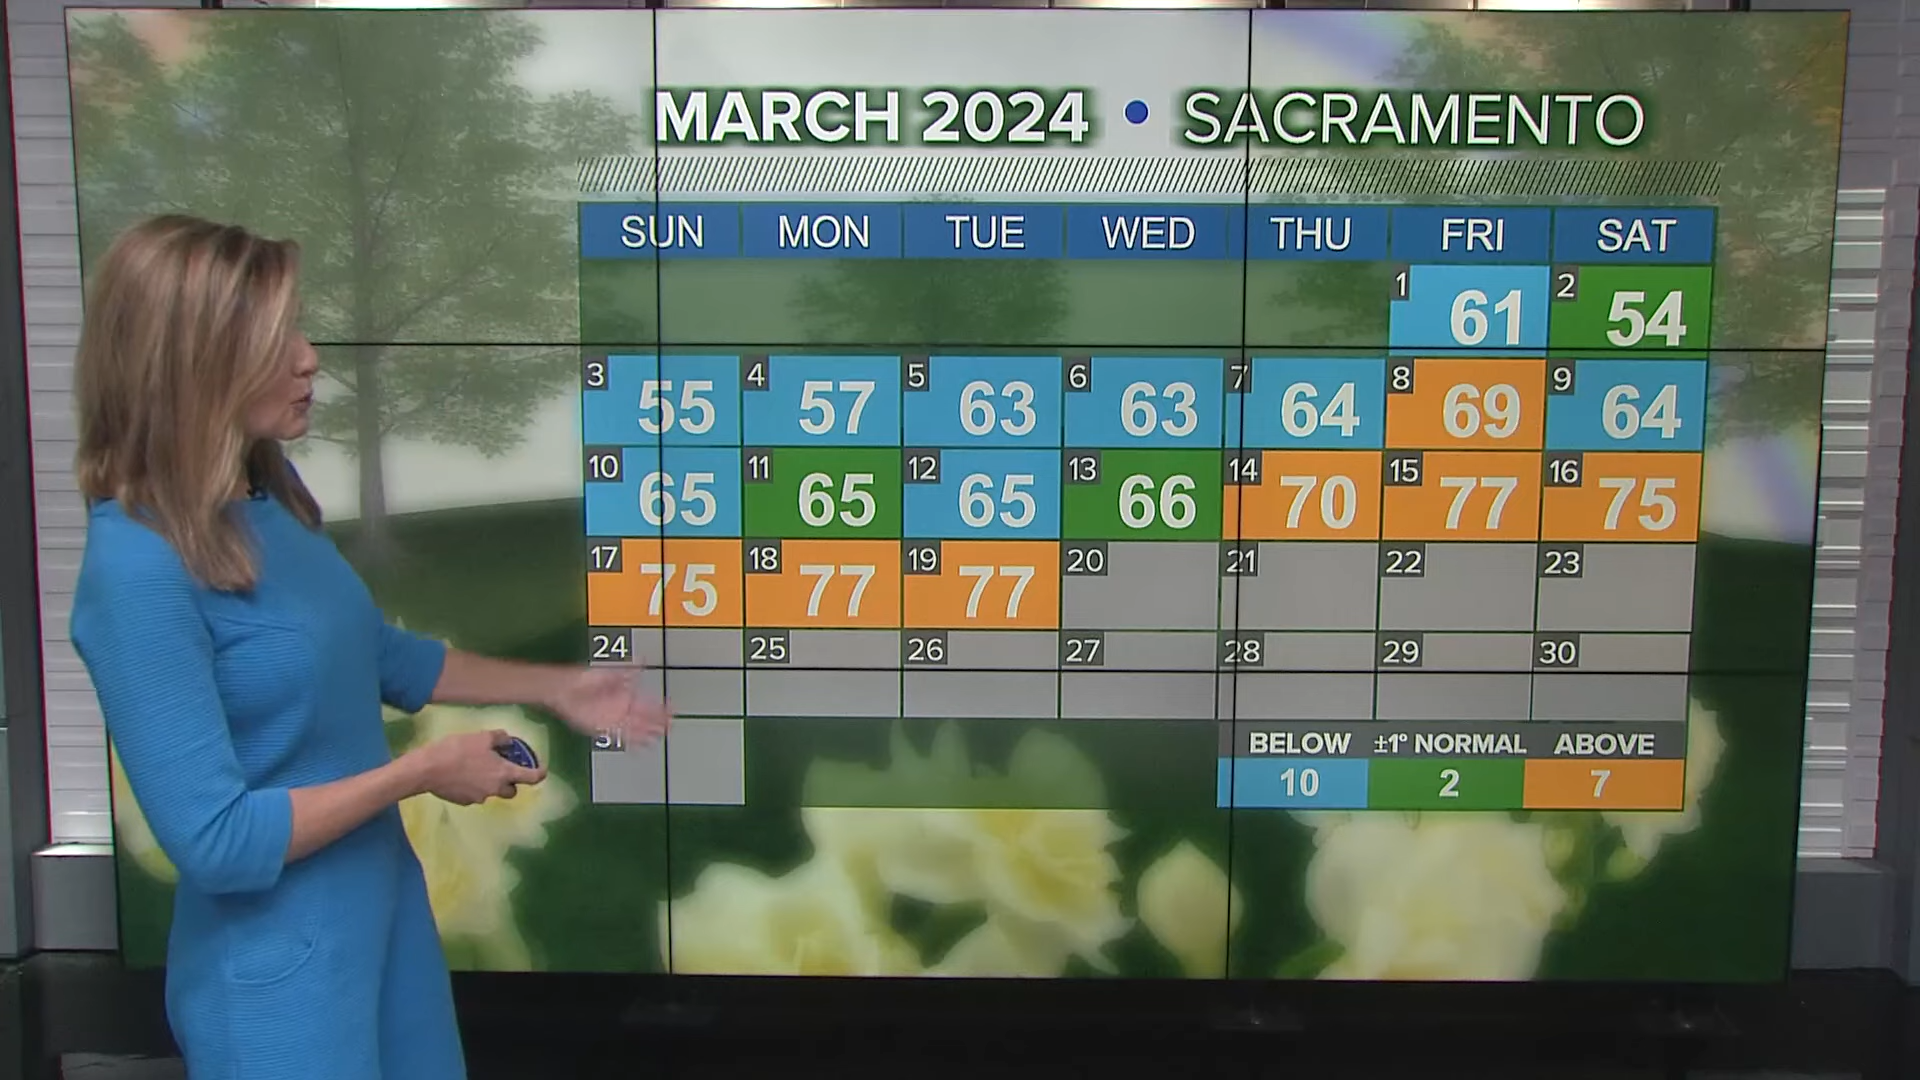 MARCH 2024 • SACRAMENTO
SUN MON TUE WED THU FRI SAT
1 61 2 54
3 55 4 57 5 63 6 63 7 64 8 69 9 64
10 65 11 65 12 65 13 66 14 70 15 77 16 75
17 75 18 77 19 77 20 21 22 23
24 25 26 27 28 29 30
31
BELOW ±1° NORMAL ABOVE
10 2 7